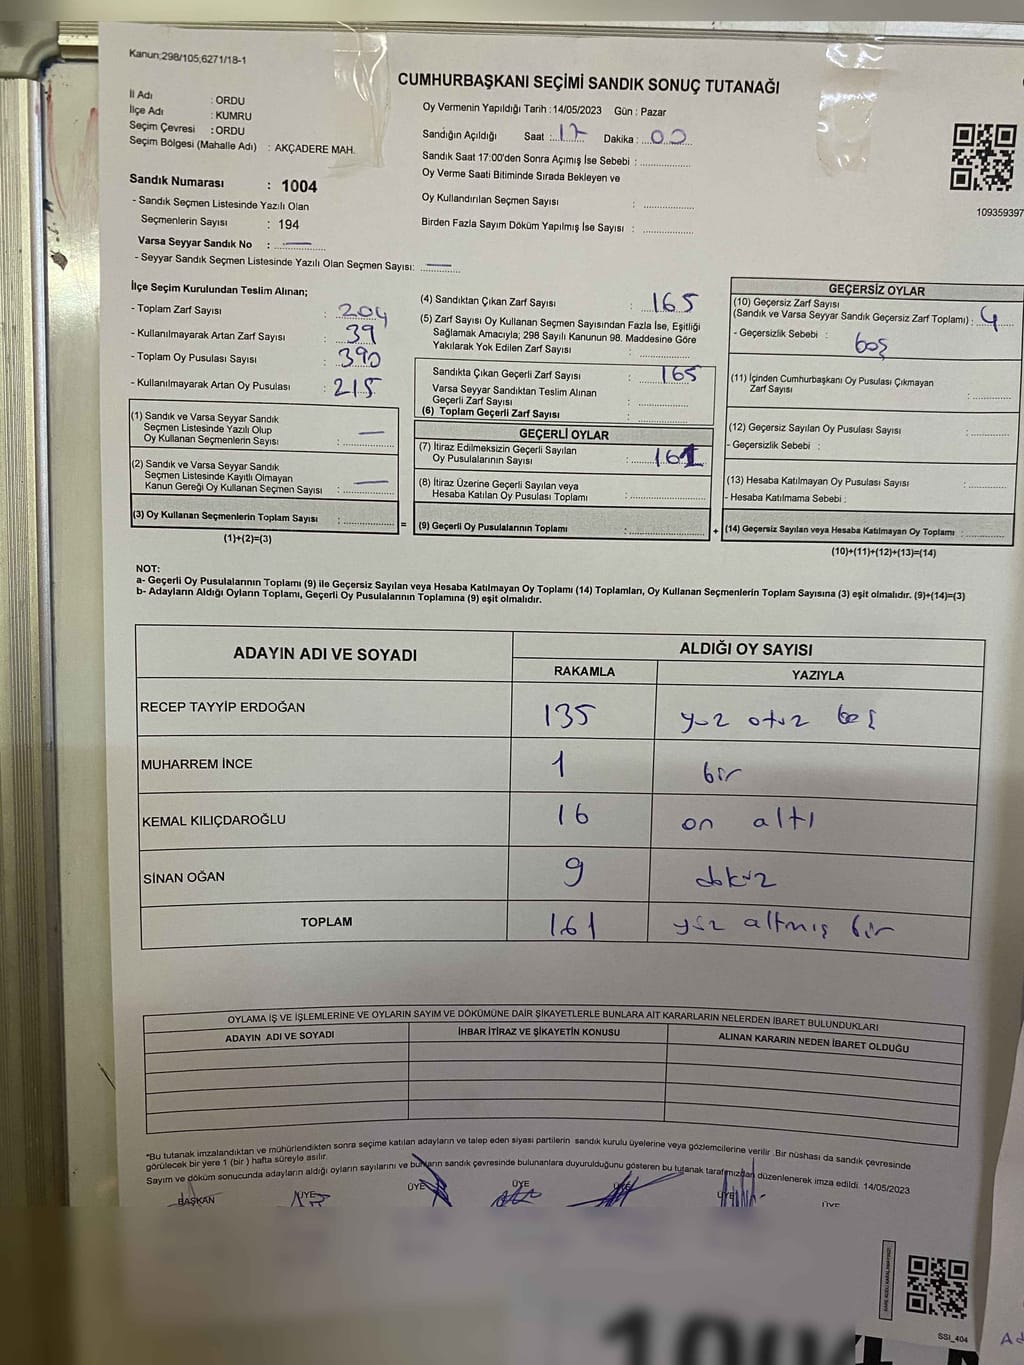 Kanun;298/105;6271/18-1
CUMHURBAŞKANI SEÇİMİ SANDIK SONUÇ TUTANAĞI
İl Adı : ORDU
İlçe Adı : KUMRU
Seçim Çevresi : ORDU
Seçim Bölgesi (Mahalle Adı) : AKÇADERE MAH.
Oy Vermenin Yapıldığı Tarih : 14/05/2023 Gün : Pazar
Sandığın Açıldığı Saat : 17 Dakika : 00
Sandık Saat 17:00'den Sonra Açımış İse Sebebi :
Oy Verme Saati Bitiminde Sırada Bekleyen ve
Oy Kullandırılan Seçmen Sayısı :
Birden Fazla Sayım Döküm Yapılmış İse Sayısı :
109359397
Sandık Numarası : 1004
- Sandık Seçmen Listesinde Yazılı Olan
Seçmenlerin Sayısı : 194
Varsa Seyyar Sandık No : —
- Seyyar Sandık Seçmen Listesinde Yazılı Olan Seçmen Sayısı: —
İlçe Seçim Kurulundan Teslim Alınan;
- Toplam Zarf Sayısı : 204
- Kullanılmayarak Artan Zarf Sayısı : 39
- Toplam Oy Pusulası Sayısı : 390
- Kullanılmayarak Artan Oy Pusulası : 215
(1) Sandık ve Varsa Seyyar Sandık
Seçmen Listesinde Yazılı Olup
Oy Kullanan Seçmenlerin Sayısı : —
(2) Sandık ve Varsa Seyyar Sandık
Seçmen Listesinde Kayıtlı Olmayan
Kanun Gereği Oy Kullanan Seçmen Sayısı : —
(3) Oy Kullanan Seçmenlerin Toplam Sayısı :
(1)+(2)=(3)
(4) Sandıktan Çıkan Zarf Sayısı : 165
(5) Zarf Sayısı Oy Kullanan Seçmen Sayısından Fazla İse, Eşitliği
Sağlamak Amacıyla; 298 Sayılı Kanunun 98. Maddesine Göre
Yakılarak Yok Edilen Zarf Sayısı :
Sandıkta Çıkan Geçerli Zarf Sayısı : 165
Varsa Seyyar Sandıktan Teslim Alınan
Geçerli Zarf Sayısı :
(6) Toplam Geçerli Zarf Sayısı :
GEÇERLİ OYLAR
(7) İtiraz Edilmeksizin Geçerli Sayılan
Oy Pusulalarının Sayısı : 161
(8) İtiraz Üzerine Geçerli Sayılan veya
Hesaba Katılan Oy Pusulası Toplamı :
= (9) Geçerli Oy Pusulalarının Toplamı :
GEÇERSİZ OYLAR
(10) Geçersiz Zarf Sayısı
(Sandık ve Varsa Seyyar Sandık Geçersiz Zarf Toplamı) : 4
- Geçersizlik Sebebi : boş
(11) İçinden Cumhurbaşkanı Oy Pusulası Çıkmayan
Zarf Sayısı :
(12) Geçersiz Sayılan Oy Pusulası Sayısı :
- Geçersizlik Sebebi :
(13) Hesaba Katılmayan Oy Pusulası Sayısı :
- Hesaba Katılmama Sebebi :
+ (14) Geçersiz Sayılan veya Hesaba Katılmayan Oy Toplamı :
(10)+(11)+(12)+(13)=(14)
NOT:
a- Geçerli Oy Pusulalarının Toplamı (9) ile Geçersiz Sayılan veya Hesaba Katılmayan Oy Toplamı (14) Toplamları, Oy Kullanan Seçmenlerin Toplam Sayısına (3) eşit olmalıdır. (9)+(14)=(3)
b- Adayların Aldığı Oyların Toplamı, Geçerli Oy Pusulalarının Toplamına (9) eşit olmalıdır.
ADAYIN ADI VE SOYADI ALDIĞI OY SAYISI
RAKAMLA YAZIYLA
RECEP TAYYİP ERDOĞAN 135 yuz otuz beş
MUHARREM İNCE 1 bir
KEMAL KILIÇDAROĞLU 16 on altı
SİNAN OĞAN 9 dokuz
TOPLAM 161 yüz altmış bir
OYLAMA İŞ VE İŞLEMLERİNE VE OYLARIN SAYIM VE DÖKÜMÜNE DAİR ŞİKAYETLERLE BUNLARA AİT KARARLARIN NELERDEN İBARET BULUNDUKLARI
ADAYIN ADI VE SOYADI İHBAR İTİRAZ VE ŞİKAYETİN KONUSU ALINAN KARARIN NEDEN İBARET OLDUĞU
*Bu tutanak imzalandıktan ve mühürlendikten sonra seçime katılan adayların ve talep eden siyasi partilerin sandık kurulu üyelerine veya gözlemcilerine verilir .Bir nüshası da sandık çevresinde
görülecek bir yere 1 (bir ) hafta süreyle asılır.
Sayım ve döküm sonucunda adayların aldığı oyların sayılarını ve bunların sandık çevresinde bulunanlara duyurulduğunu gösteren bu tutanak tarafımızdan düzenlenerek imza edildi. 14/05/2023
BAŞKAN ÜYE ÜYE ÜYE ÜYE ÜYE ÜYE
SSI_404
1004